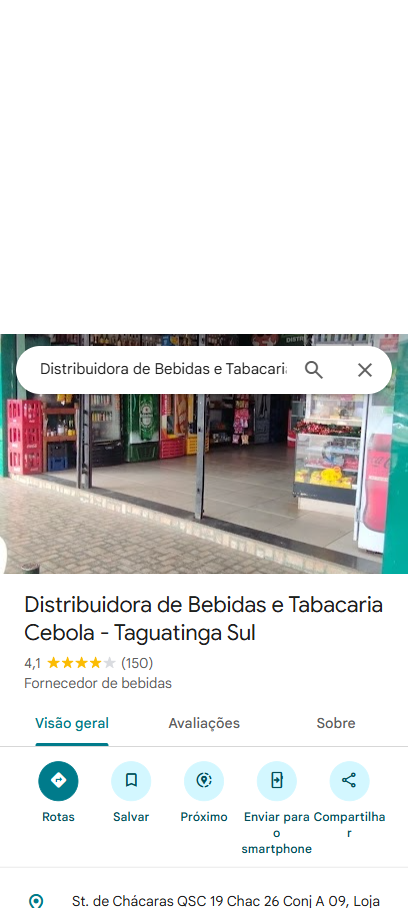 Distribuidora de Bebidas e Tabacaria
Distribuidora de Bebidas e Tabacaria
Cebola - Taguatinga Sul
4,1 (150)
Fornecedor de bebidas
Visão geral Avaliações Sobre
Rotas Salvar Próximo Enviar para o smartphone Compartilhar
St. de Chácaras QSC 19 Chac 26 Conj A 09, Loja